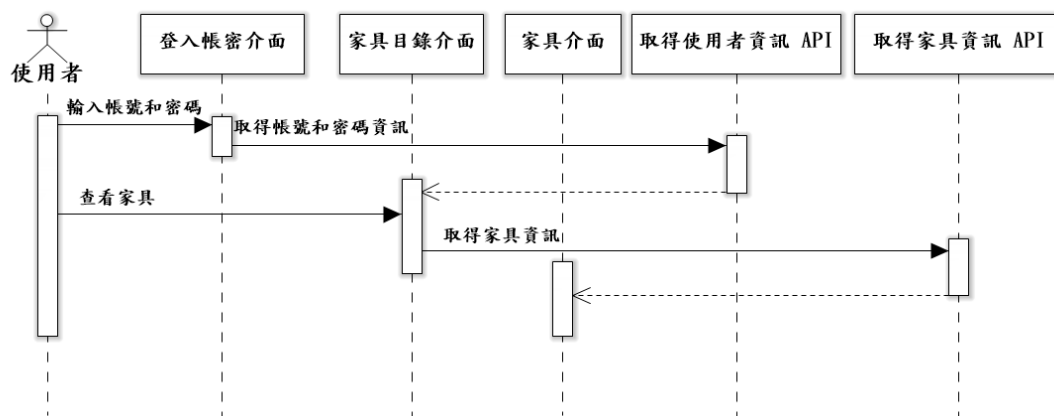 登入帳密介面
家具目錄介面
家具介面
取得使用者資訊 API
取得家具資訊 API
使用者
輸入帳號和密碼
取得帳號和密碼資訊
查看家具
取得家具資訊